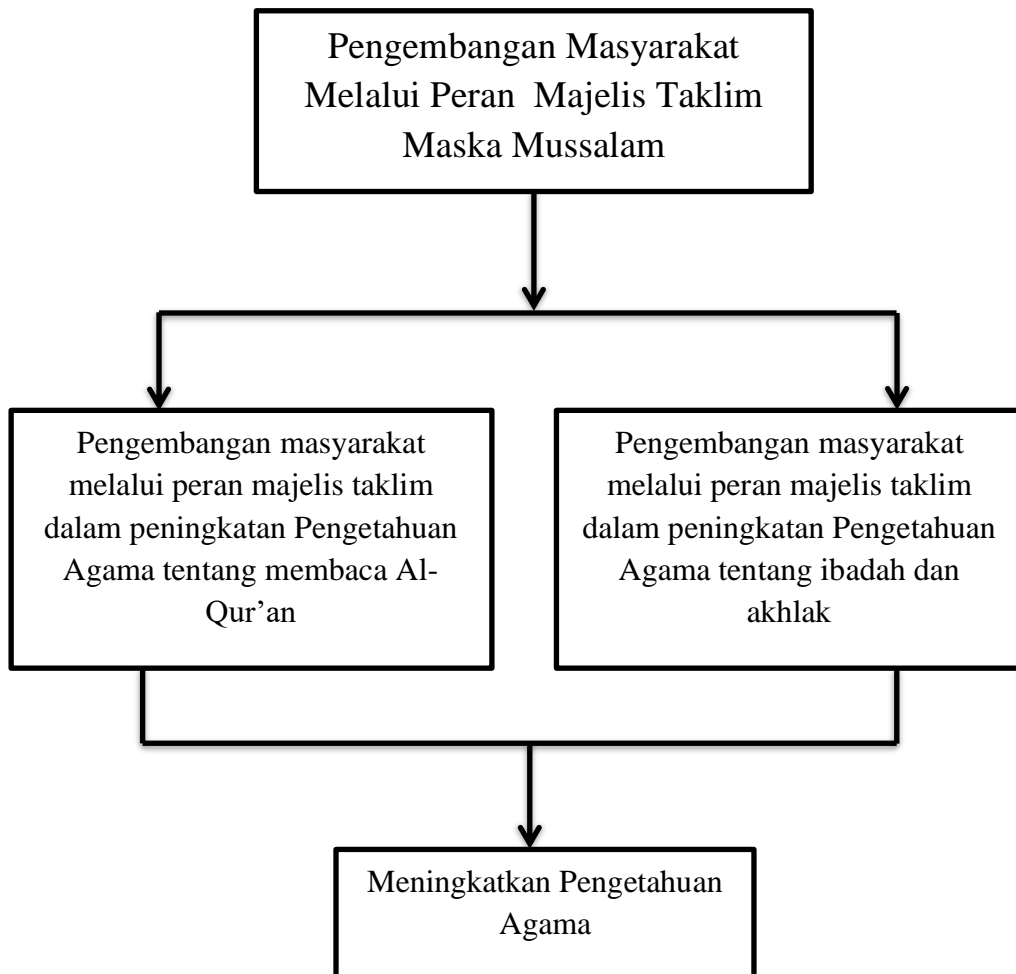 Pengembangan Masyarakat
Melalui Peran Majelis Taklim
Maska Mussalam
Pengembangan masyarakat
melalui peran majelis taklim
dalam peningkatan Pengetahuan
Agama tentang membaca Al-
Qur’an
Pengembangan masyarakat
melalui peran majelis taklim
dalam peningkatan Pengetahuan
Agama tentang ibadah dan
akhlak
Meningkatkan Pengetahuan
Agama